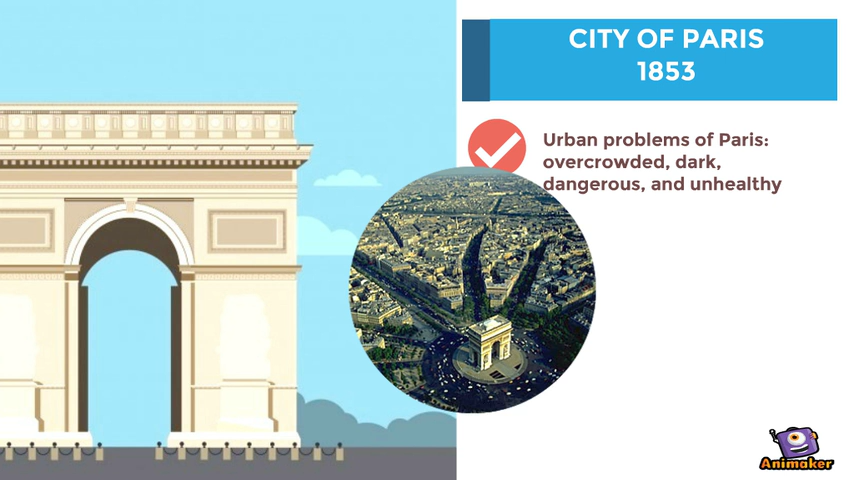 CITY OF PARIS
1853
Urban problems of Paris:
overcrowded, dark,
dangerous, and unhealthy
Animaker